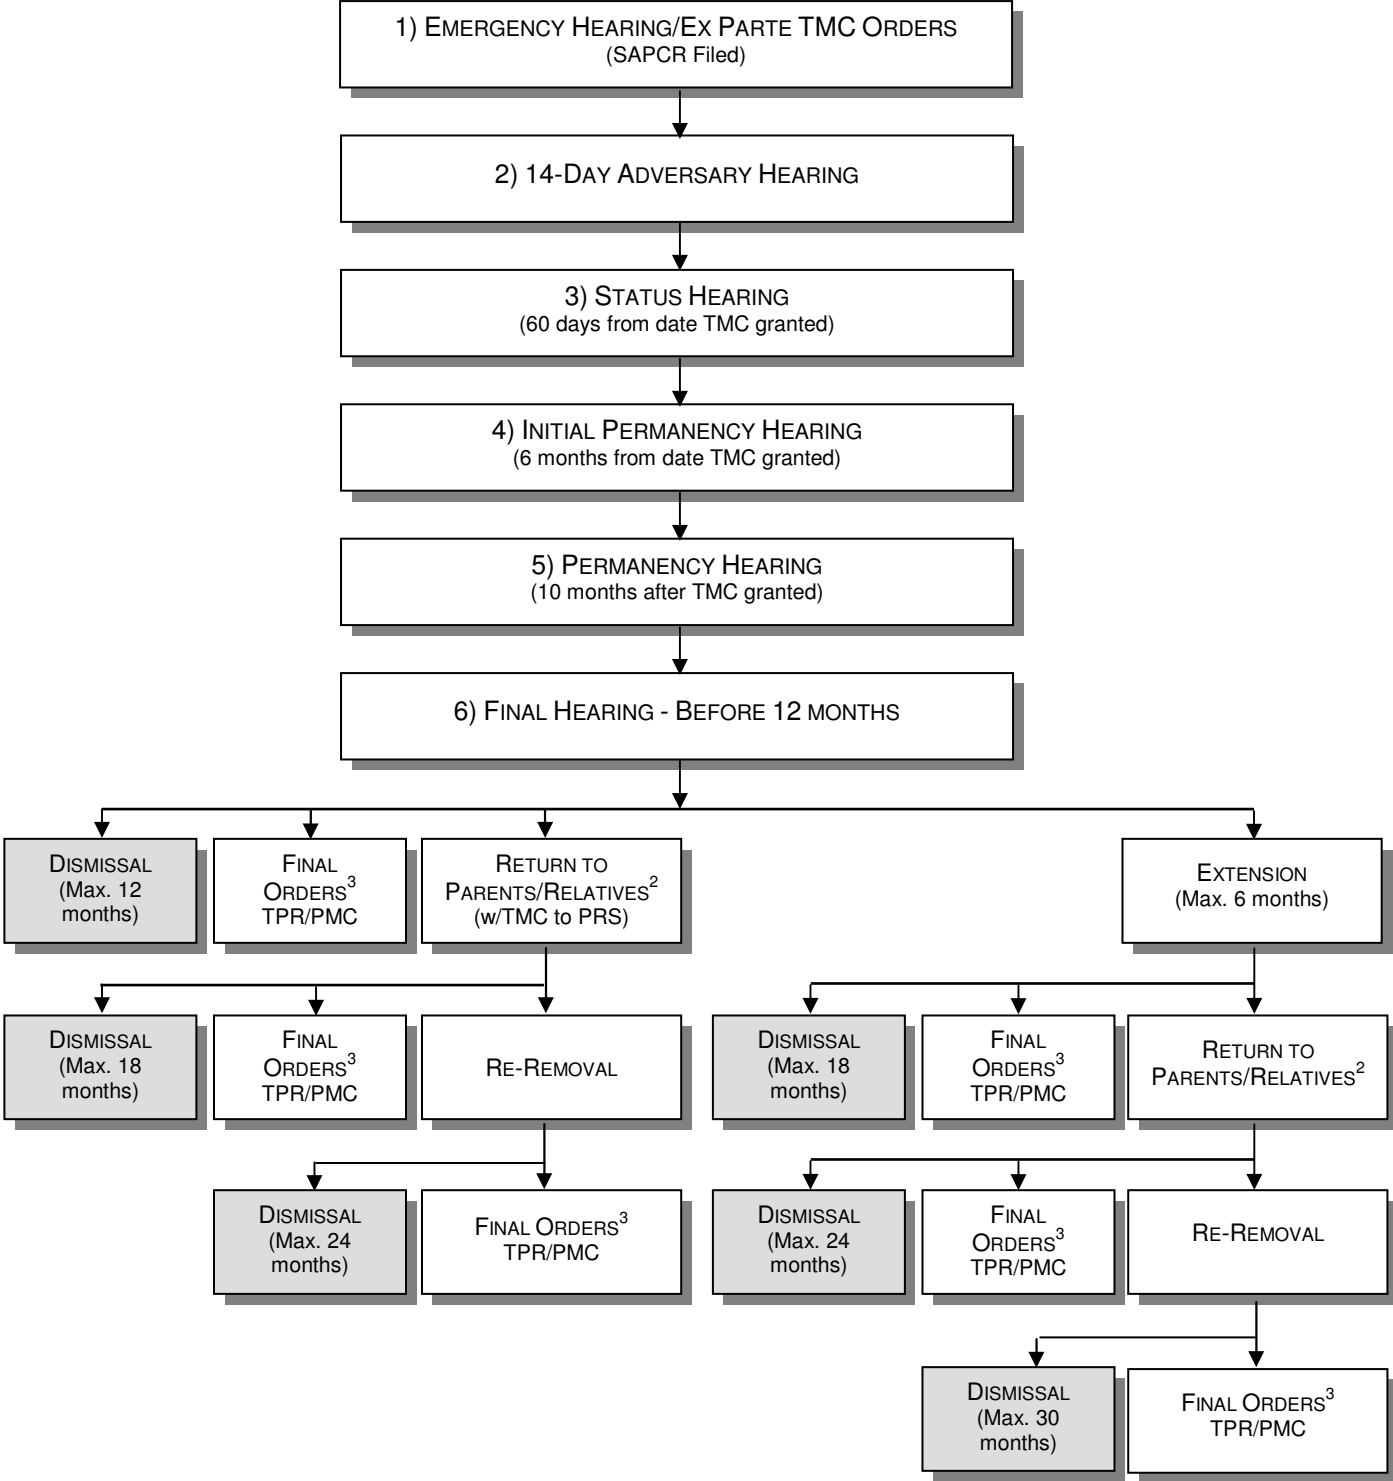 1) EMERGENCY HEARING/EX PARTE TMC ORDERS
(SAPCR Filed)
2) 14-DAY ADVERSARY HEARING
3) STATUS HEARING
(60 days from date TMC granted)
4) INITIAL PERMANENCY HEARING
(6 months from date TMC granted)
5) PERMANENCY HEARING
(10 months after TMC granted)
6) FINAL HEARING - BEFORE 12 MONTHS
DISMISSAL
(Max. 12
months)
FINAL
ORDERS³
TPR/PMC
RETURN TO
PARENTS/RELATIVES²
(w/TMC to PRS)
EXTENSION
(Max. 6 months)
DISMISSAL
(Max. 18
months)
FINAL
ORDERS³
TPR/PMC
RE-REMOVAL
DISMISSAL
(Max. 18
months)
FINAL
ORDERS³
TPR/PMC
RETURN TO
PARENTS/RELATIVES²
DISMISSAL
(Max. 24
months)
FINAL ORDERS³
TPR/PMC
DISMISSAL
(Max. 24
months)
FINAL
ORDERS³
TPR/PMC
RE-REMOVAL
DISMISSAL
(Max. 30
months)
FINAL ORDERS³
TPR/PMC